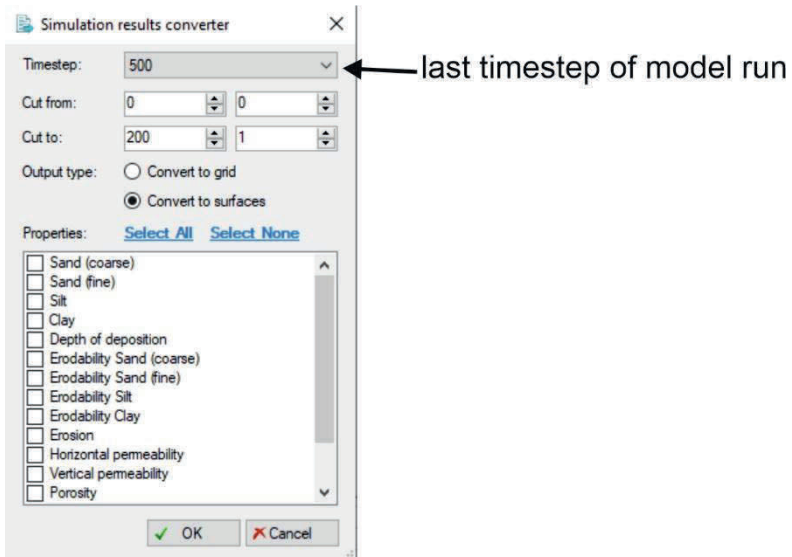 Simulation results converter
Timestep: 500
last timestep of model run
Cut from: 0 0
Cut to: 200 1
Output type: Convert to grid
Convert to surfaces
Properties: Select All Select None
Sand (coarse)
Sand (fine)
Silt
Clay
Depth of deposition
Erodability Sand (coarse)
Erodability Sand (fine)
Erodability Silt
Erodability Clay
Erosion
Horizontal permeability
Vertical permeability
Porosity
OK Cancel